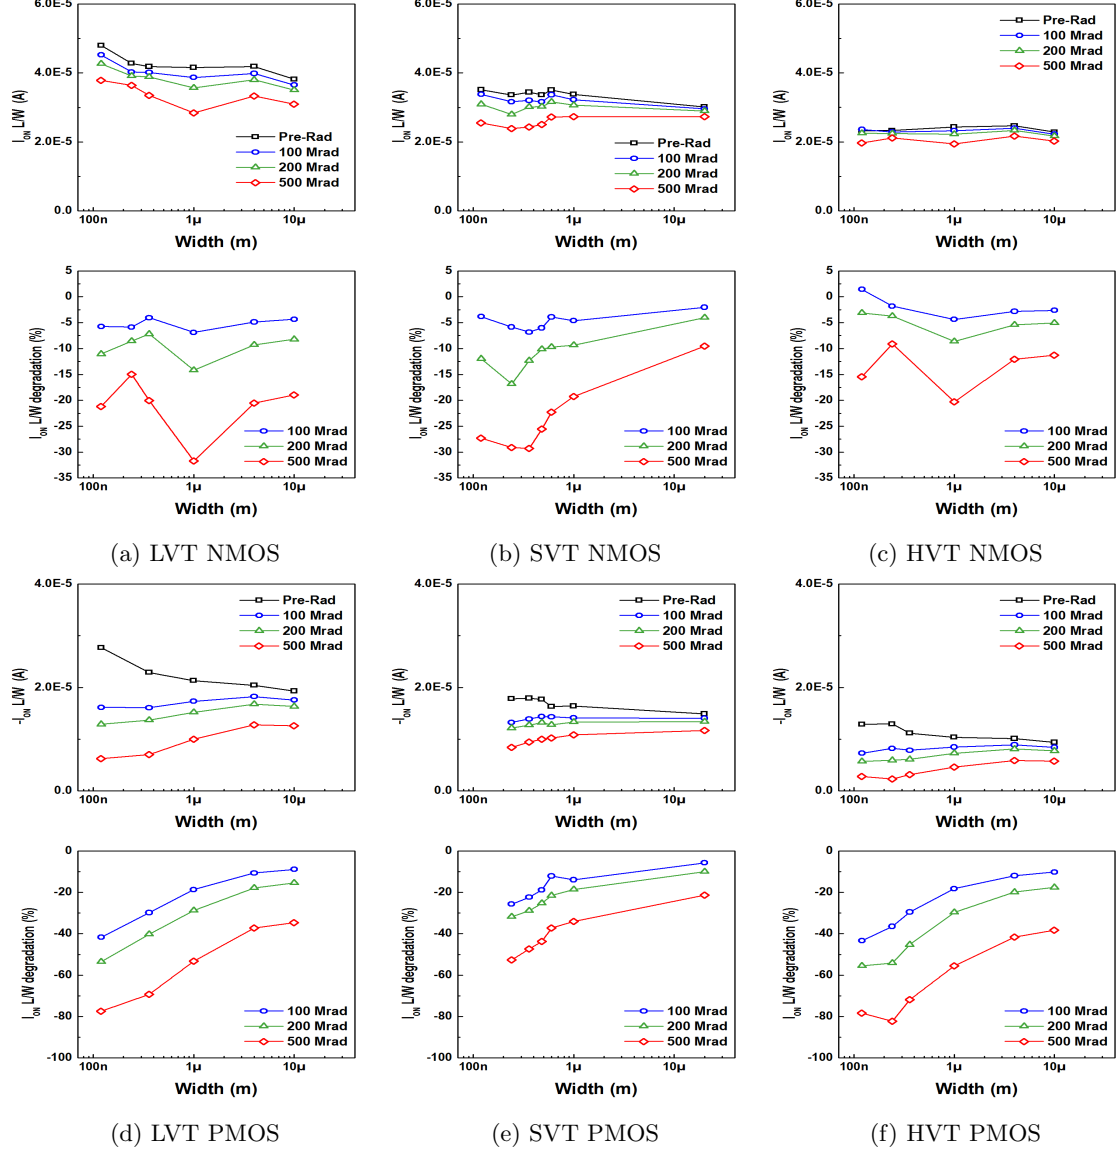 6.0E-5
4.0E-5
2.0E-5
0.0
I_ON L/W (A)
Pre-Rad
100 Mrad
200 Mrad
500 Mrad
100n 1µ 10µ
Width (m)
6.0E-5
4.0E-5
2.0E-5
0.0
I_ON L/W (A)
Pre-Rad
100 Mrad
200 Mrad
500 Mrad
100n 1µ 10µ
Width (m)
6.0E-5
4.0E-5
2.0E-5
0.0
I_ON L/W (A)
Pre-Rad
100 Mrad
200 Mrad
500 Mrad
100n 1µ 10µ
Width (m)
5
0
-5
-10
-15
-20
-25
-30
-35
I_ON L/W degradation (%)
100 Mrad
200 Mrad
500 Mrad
100n 1µ 10µ
Width (m)
5
0
-5
-10
-15
-20
-25
-30
-35
I_ON L/W degradation (%)
100 Mrad
200 Mrad
500 Mrad
100n 1µ 10µ
Width (m)
5
0
-5
-10
-15
-20
-25
-30
-35
I_ON L/W degradation (%)
100 Mrad
200 Mrad
500 Mrad
100n 1µ 10µ
Width (m)
(a) LVT NMOS
(b) SVT NMOS
(c) HVT NMOS
4.0E-5
2.0E-5
0.0
-I_ON L/W (A)
Pre-Rad
100 Mrad
200 Mrad
500 Mrad
100n 1µ 10µ
Width (m)
4.0E-5
2.0E-5
0.0
-I_ON L/W (A)
Pre-Rad
100 Mrad
200 Mrad
500 Mrad
100n 1µ 10µ
Width (m)
4.0E-5
2.0E-5
0.0
-I_ON L/W (A)
Pre-Rad
100 Mrad
200 Mrad
500 Mrad
100n 1µ 10µ
Width (m)
0
-20
-40
-60
-80
-100
I_ON L/W degradation (%)
100 Mrad
200 Mrad
500 Mrad
100n 1µ 10µ
Width (m)
0
-20
-40
-60
-80
-100
I_ON L/W degradation (%)
100 Mrad
200 Mrad
500 Mrad
100n 1µ 10µ
Width (m)
0
-20
-40
-60
-80
-100
I_ON L/W degradation (%)
100 Mrad
200 Mrad
500 Mrad
100n 1µ 10µ
Width (m)
(d) LVT PMOS
(e) SVT PMOS
(f) HVT PMOS